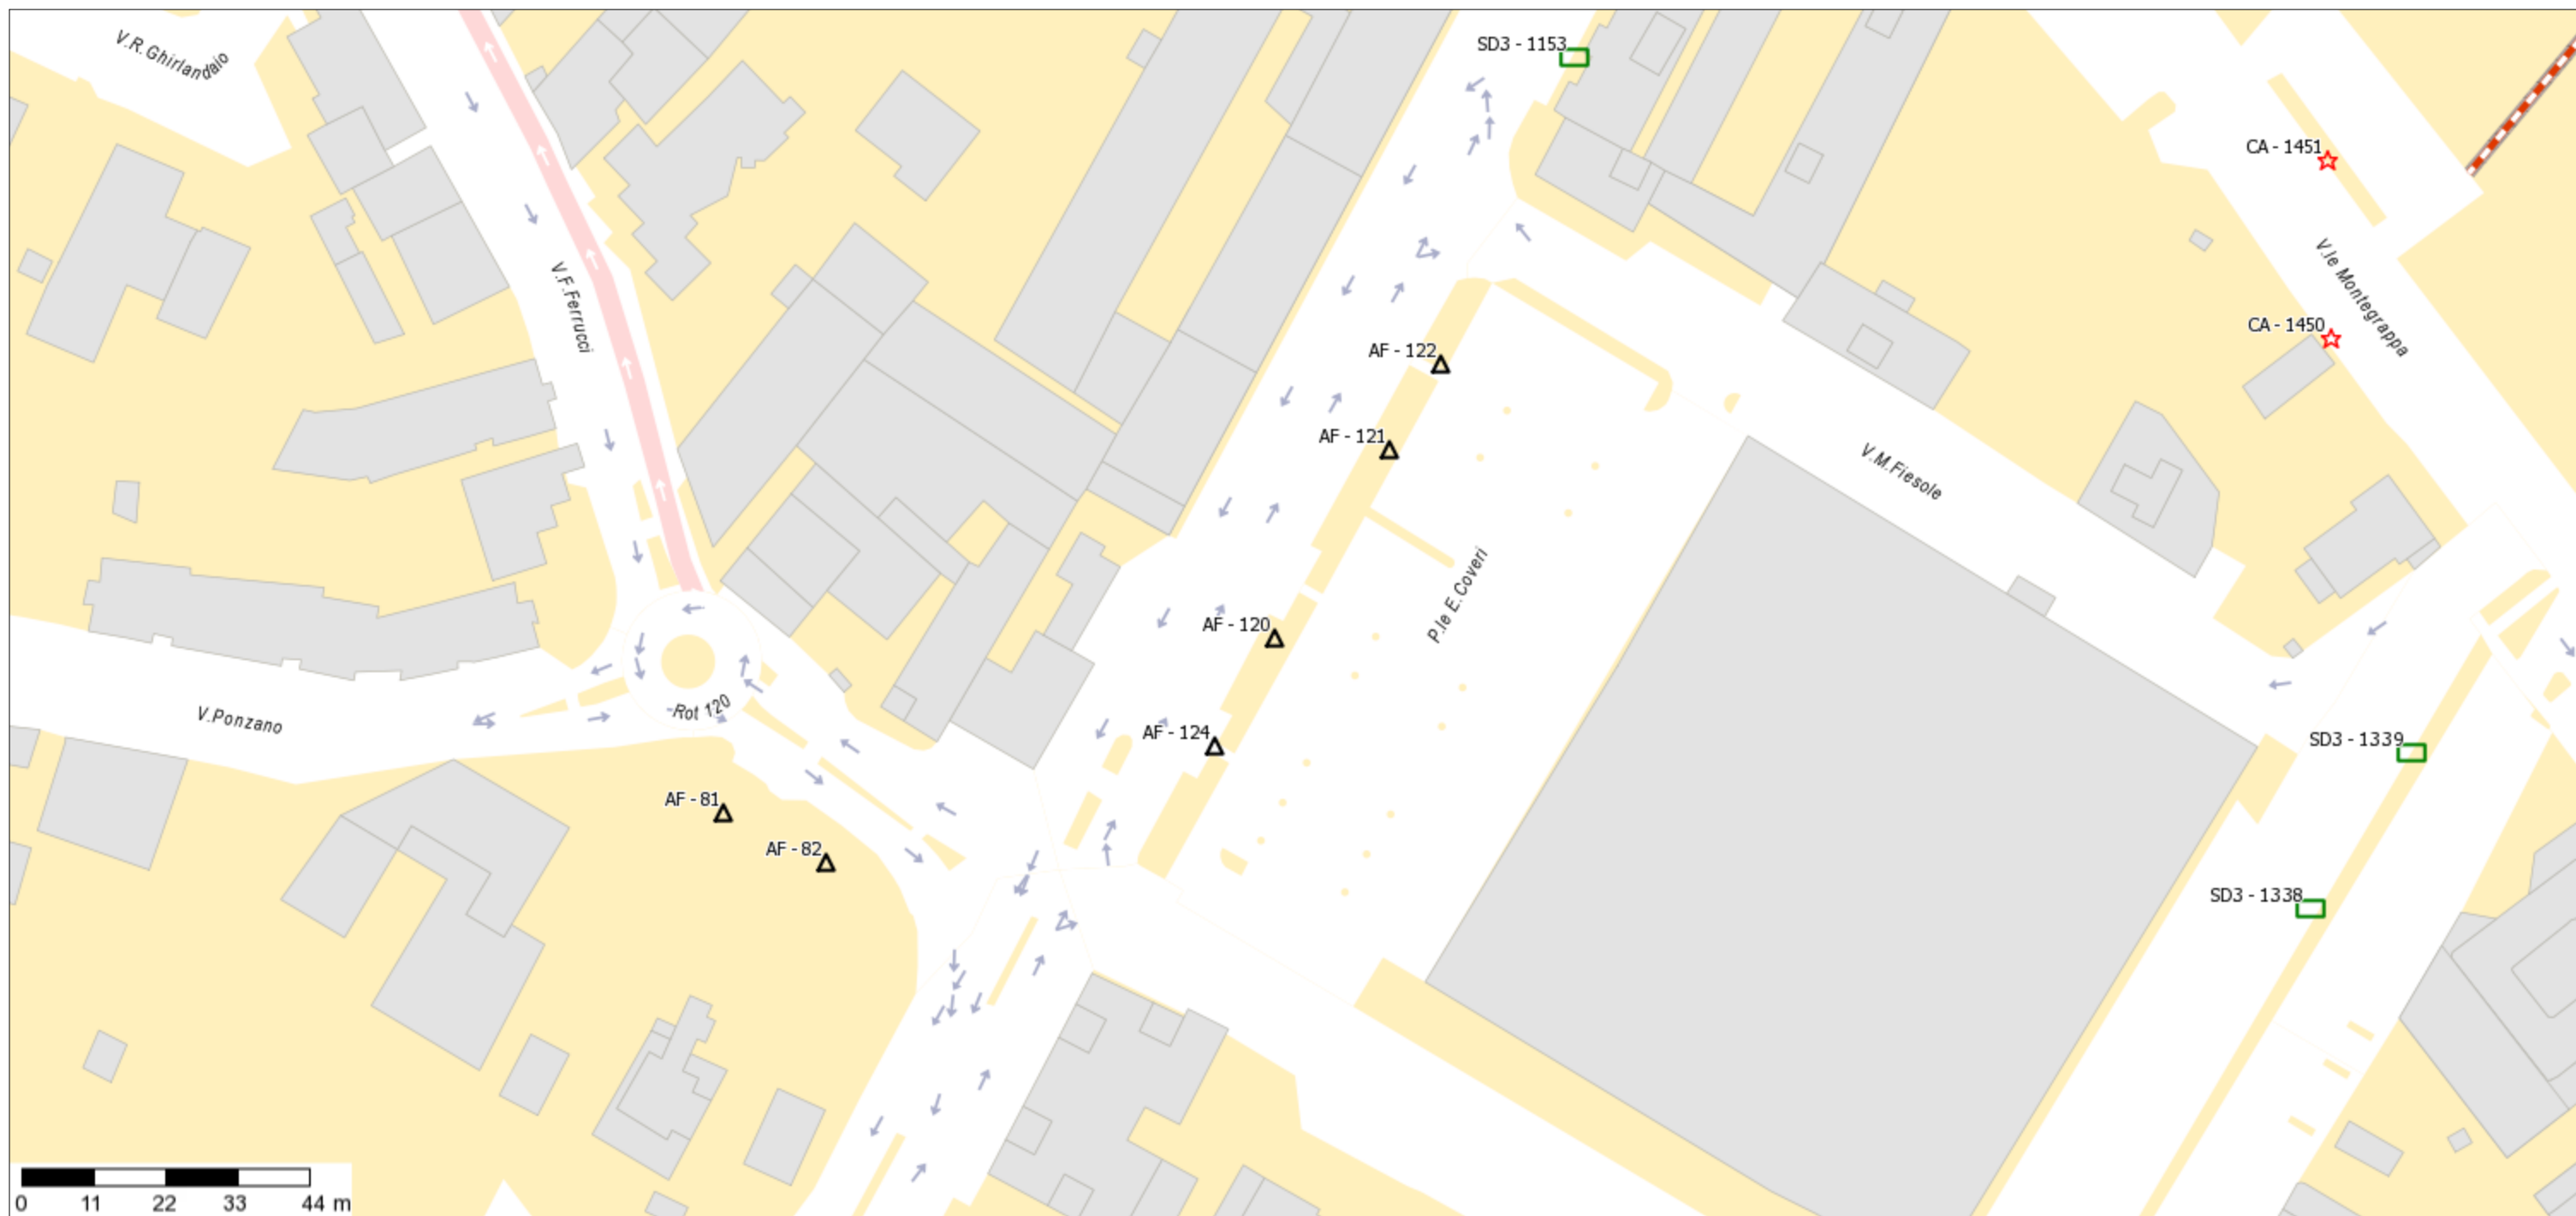 V.R.Ghirlandaio
SD3 - 1153
CA - 1451
V.le Montegrappa
V.F.Ferrucci
CA - 1450
AF - 122
AF - 121
V.M.Fiesole
P.le E.Coveri
AF - 120
V.Ponzano
Rot 120
AF - 124
SD3 - 1339
AF - 81
AF - 82
SD3 - 1338
0 11 22 33 44 m